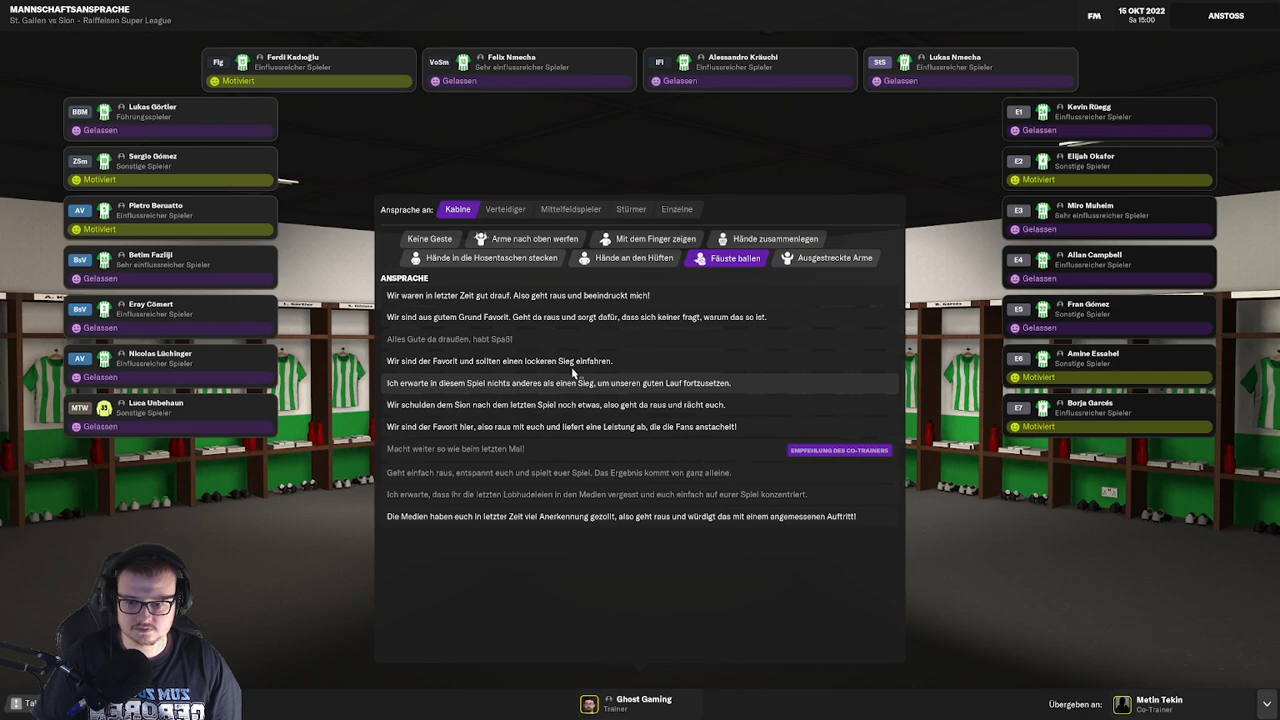 MANNSCHAFTSANSPRACHE
St. Gallen vs Sion - Raiffeisen Super League
FM
15 OKT 2022
Sa 15:00
ANSTOSS
Flg
Ferdi Kadıoğlu
Einflussreicher Spieler
Motiviert
VoSm
Felix Nmecha
Sehr einflussreicher Spieler
Gelassen
IFl
Alessandro Kräuchl
Einflussreicher Spieler
Gelassen
StS
Lukas Nmecha
Einflussreicher Spieler
Gelassen
BBM
Lukas Görtler
Führungsspieler
Gelassen
ZSm
Sergio Gómez
Sonstige Spieler
Motiviert
AV
Pietro Beruatto
Einflussreicher Spieler
Motiviert
BsV
Betim Fazliji
Sehr einflussreicher Spieler
Gelassen
BsV
Eray Cömert
Einflussreicher Spieler
Gelassen
AV
Nicolas Lüchinger
Einflussreicher Spieler
Gelassen
MTW
Luca Unbehaun
Sonstige Spieler
Gelassen
Ansprache an:
Kabine
Verteidiger
Mittelfeldspieler
Stürmer
Einzelne
Keine Geste
Arme nach oben werfen
Mit dem Finger zeigen
Hände zusammenlegen
Hände in die Hosentaschen stecken
Hände an den Hüften
Fäuste ballen
Ausgestreckte Arme
ANSPRACHE
Wir waren in letzter Zeit gut drauf. Also geht raus und beeindruckt mich!
Wir sind aus gutem Grund Favorit. Geht da raus und sorgt dafür, dass sich keiner fragt, warum das so ist.
Alles Gute da draußen, habt Spaß!
Wir sind der Favorit und sollten einen lockeren Sieg einfahren.
Ich erwarte in diesem Spiel nichts anderes als einen Sieg, um unseren guten Lauf fortzusetzen.
Wir schulden dem Sion nach dem letzten Spiel noch etwas, also geht da raus und rächt euch.
Wir sind der Favorit hier, also raus mit euch und liefert eine Leistung ab, die die Fans anstachelt!
Macht weiter so wie beim letzten Mal!
EMPFEHLUNG DES CO-TRAINERS
Geht einfach raus, entspannt euch und spielt euer Spiel. Das Ergebnis kommt von ganz alleine.
Ich erwarte, dass ihr die letzten Lobhudeleien in den Medien vergesst und euch einfach auf eurer Spiel konzentriert.
Die Medien haben euch in letzter Zeit viel Anerkennung gezollt, also geht raus und würdigt das mit einem angemessenen Auftritt!
E1
Kevin Rüegg
Einflussreicher Spieler
Gelassen
E2
Elijah Okafor
Sonstige Spieler
Motiviert
E3
Miro Muheim
Sehr einflussreicher Spieler
Gelassen
E4
Allan Campbell
Einflussreicher Spieler
Gelassen
E5
Fran Gómez
Einflussreicher Spieler
Gelassen
E6
Amine Essahel
Sonstige Spieler
Motiviert
E7
Borja Garcés
Einflussreicher Spieler
Motiviert
ZUM ZOCKEN
GEBOREN
Ghost Gaming
Trainer
Übergeben an:
Metin Tekin
Co-Trainer